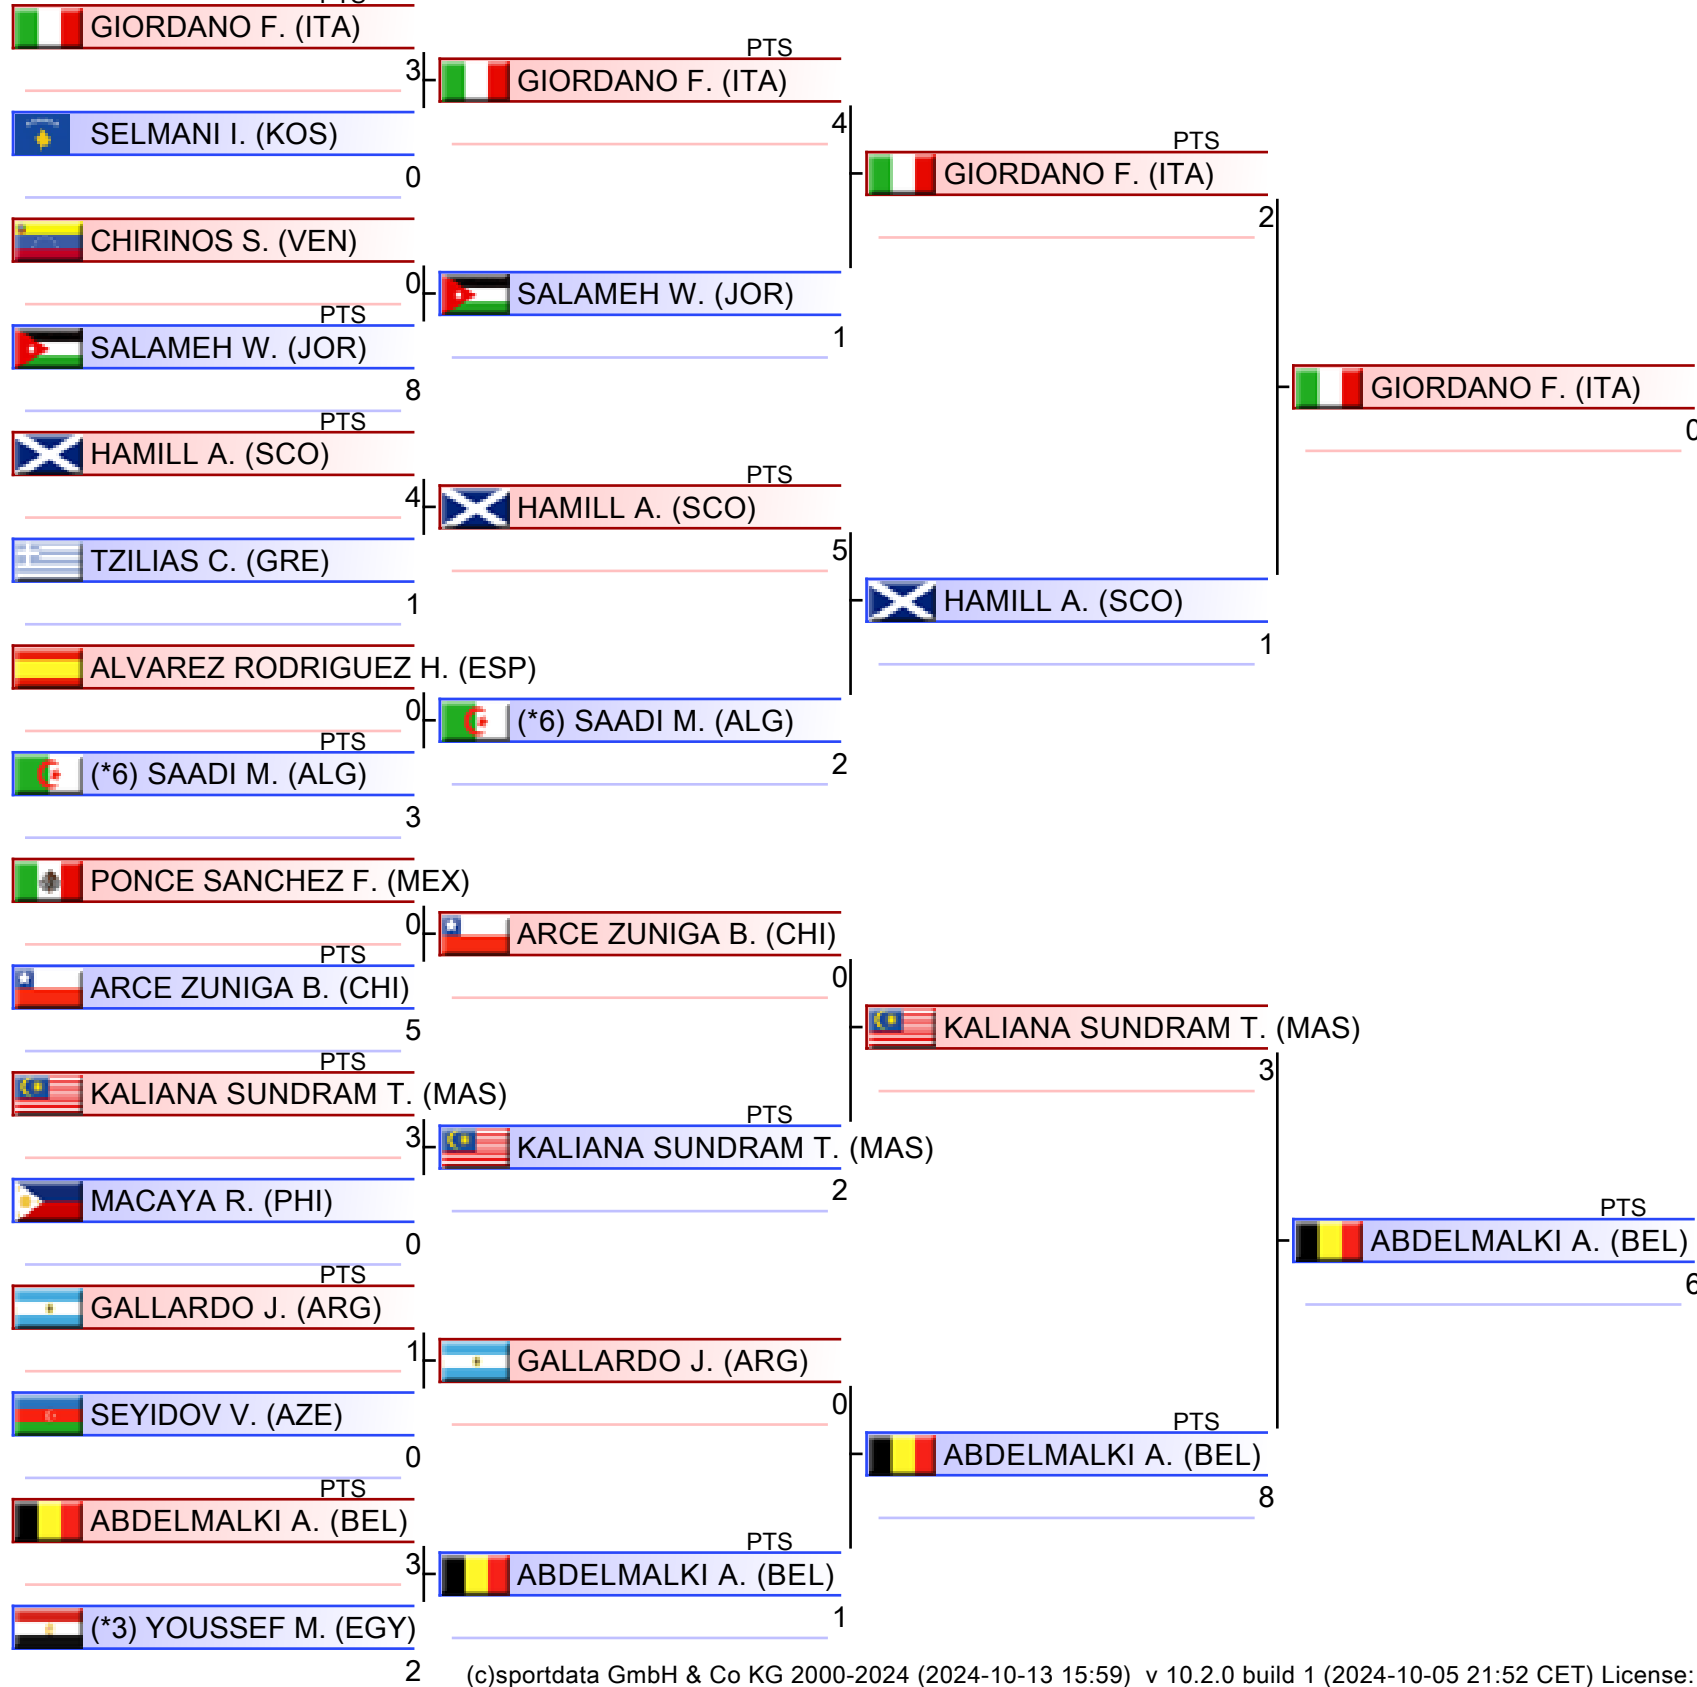 PTS
GIORDANO F. (ITA)
3
SELMANI I. (KOS)
0
CHIRINOS S. (VEN)
0
PTS
SALAMEH W. (JOR)
8
PTS
HAMILL A. (SCO)
4
TZILIAS C. (GRE)
1
ALVAREZ RODRIGUEZ H. (ESP)
0
PTS
(*6) SAADI M. (ALG)
3
PONCE SANCHEZ F. (MEX)
0
PTS
ARCE ZUNIGA B. (CHI)
5
PTS
KALIANA SUNDRAM T. (MAS)
3
MACAYA R. (PHI)
0
PTS
GALLARDO J. (ARG)
1
SEYIDOV V. (AZE)
0
PTS
ABDELMALKI A. (BEL)
3
(*3) YOUSSEF M. (EGY)
2
PTS
GIORDANO F. (ITA)
4
SALAMEH W. (JOR)
1
PTS
HAMILL A. (SCO)
5
(*6) SAADI M. (ALG)
2
ARCE ZUNIGA B. (CHI)
0
PTS
KALIANA SUNDRAM T. (MAS)
2
GALLARDO J. (ARG)
0
PTS
ABDELMALKI A. (BEL)
1
PTS
GIORDANO F. (ITA)
2
HAMILL A. (SCO)
1
KALIANA SUNDRAM T. (MAS)
3
PTS
ABDELMALKI A. (BEL)
8
GIORDANO F. (ITA)
0
PTS
ABDELMALKI A. (BEL)
6
(c)sportdata GmbH & Co KG 2000-2024 (2024-10-13 15:59) v 10.2.0 build 1 (2024-10-05 21:52 CET) License: